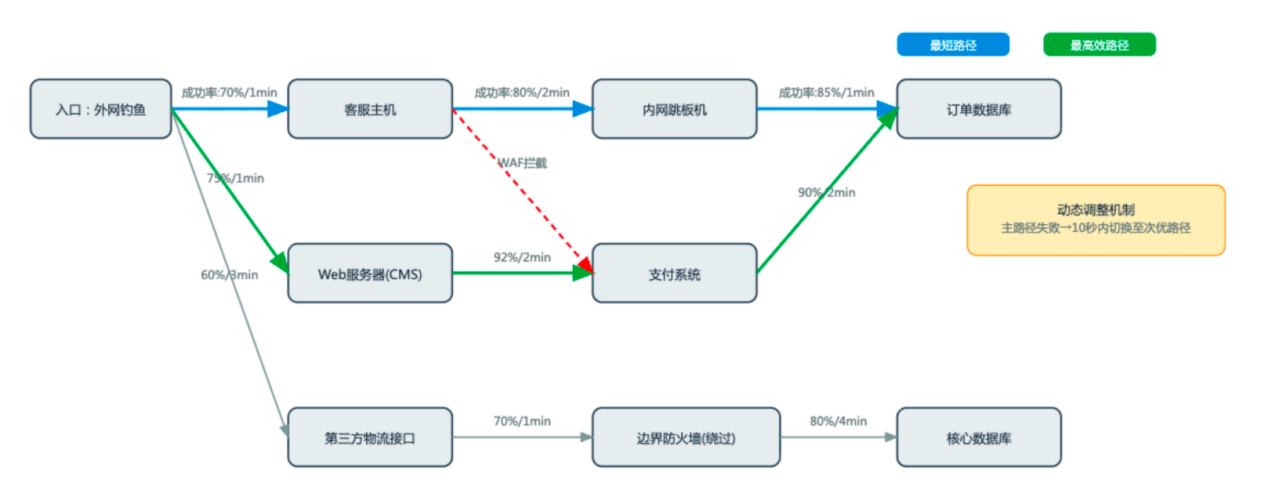 最短路径
最高效路径
成功率:70%/1min
成功率:80%/2min
成功率:85%/1min
入口：外网钓鱼
客服主机
内网跳板机
订单数据库
WAF拦截
75%/1min
90%/2min
动态调整机制
主路径失败→10秒内切换至次优路径
92%/2min
60%/3min
Web服务器(CMS)
支付系统
70%/1min
80%/4min
第三方物流接口
边界防火墙(绕过)
核心数据库